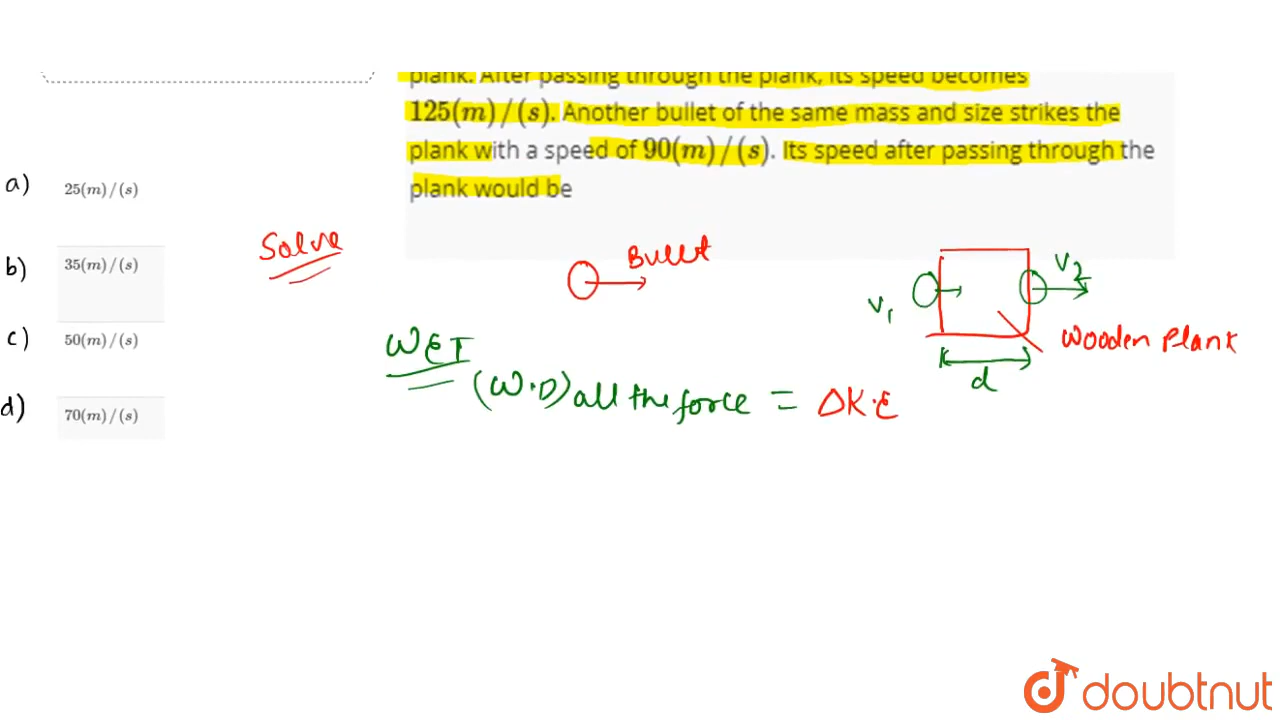 plank. After passing through the plank, its speed becomes
125(m)/(s). Another bullet of the same mass and size strikes the
plank with a speed of 90(m)/(s). Its speed after passing through the
plank would be
a) 25(m)/(s)
b) 35(m)/(s)
c) 50(m)/(s)
d) 70(m)/(s)
Solve
Bullet
V₁
V₂
Wooden Plank
d
WET
(W.D) all the force = ΔK.E
doubtnut